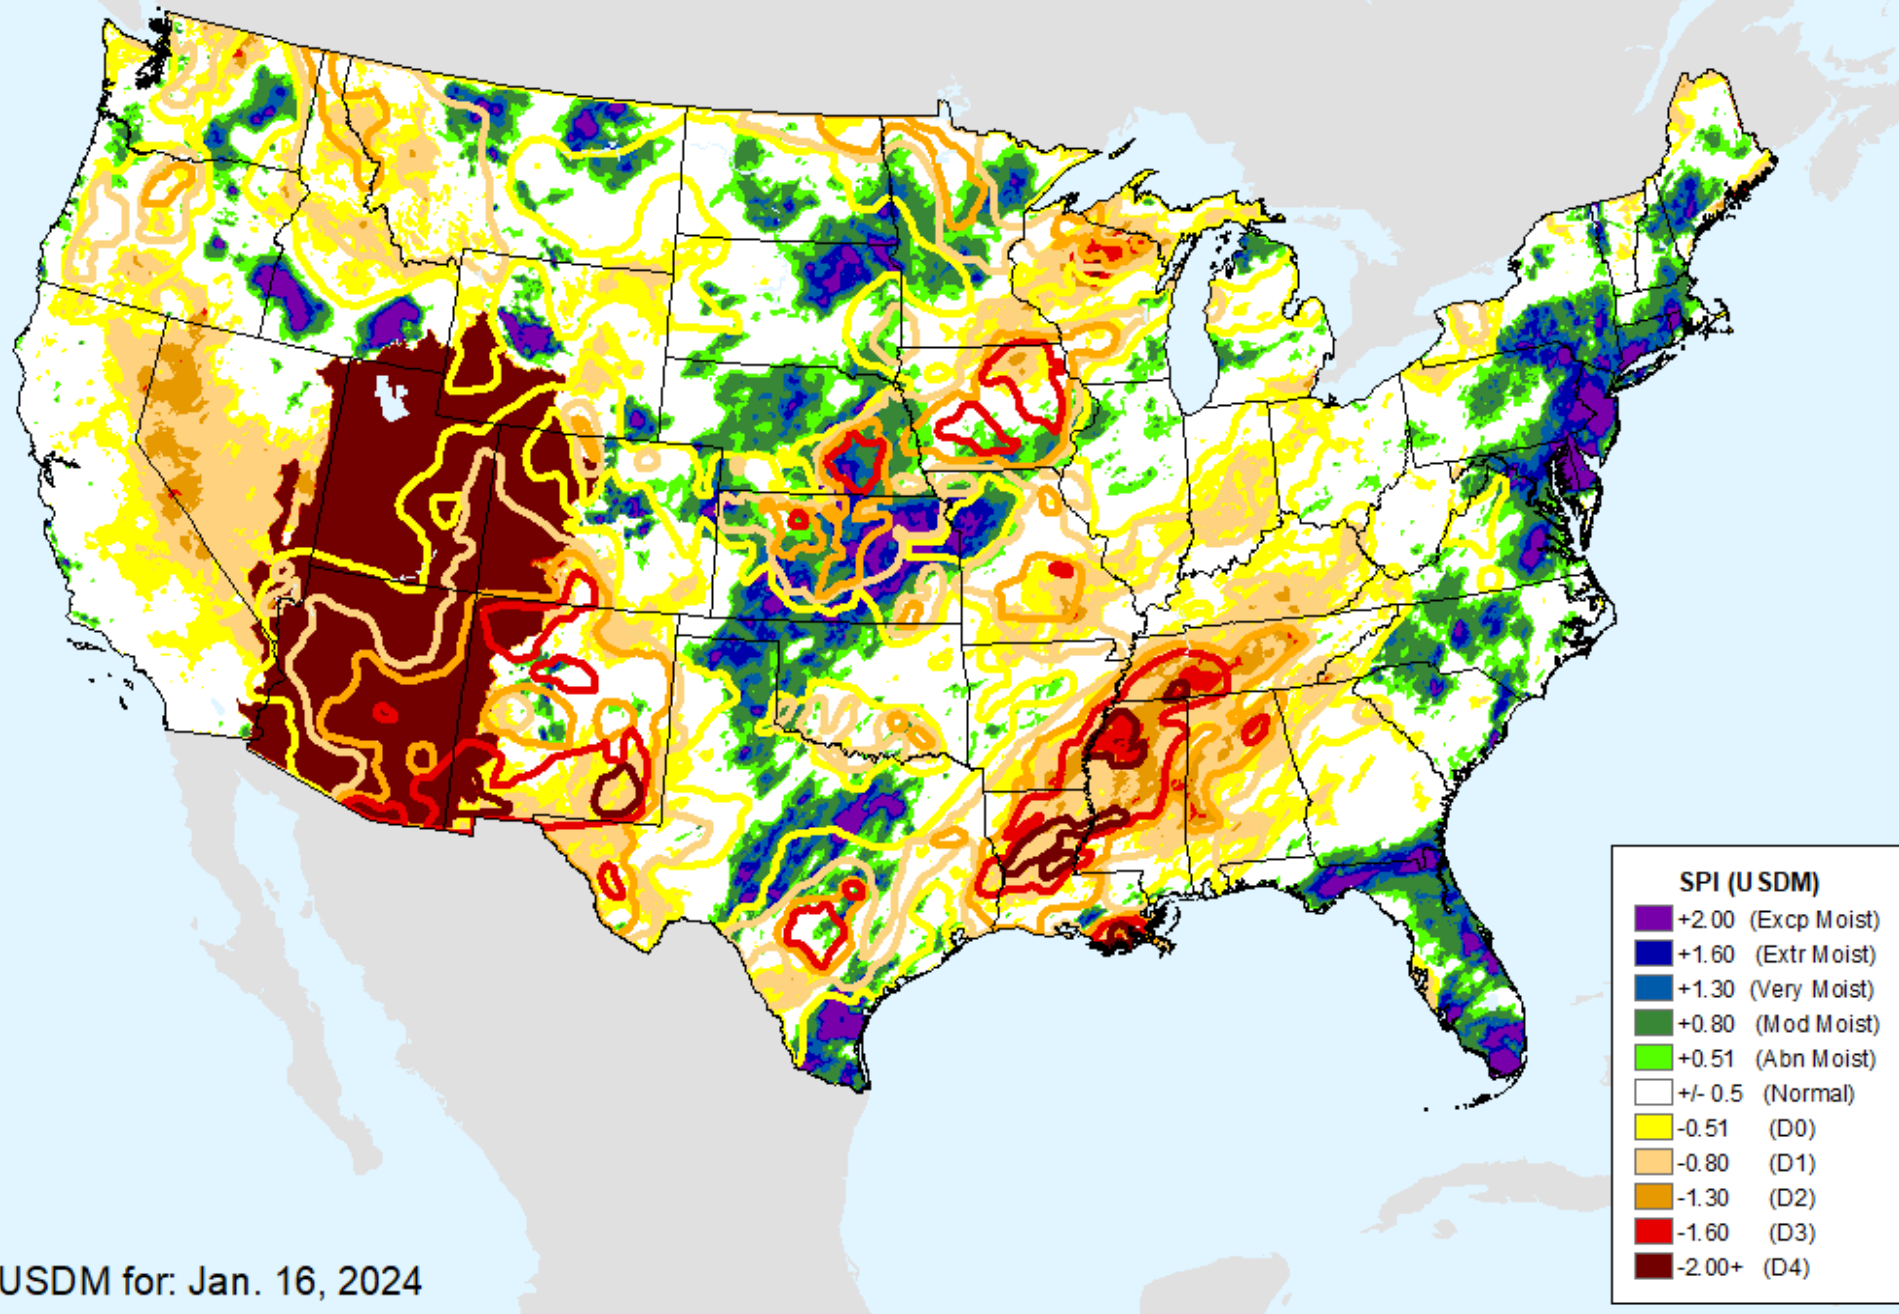 SPI (USDM)
+2.00 (Excp Moist)
+1.60 (Extr Moist)
+1.30 (Very Moist)
+0.80 (Mod Moist)
+0.51 (Abn Moist)
+/- 0.5 (Normal)
-0.51 (D0)
-0.80 (D1)
-1.30 (D2)
-1.60 (D3)
-2.00+ (D4)
USDM for: Jan. 16, 2024